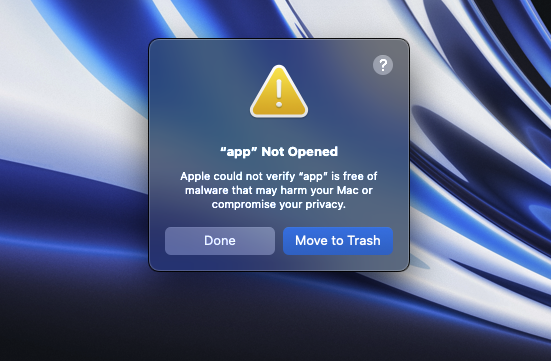 ?
“app” Not Opened
Apple could not verify “app” is free of
malware that may harm your Mac or
compromise your privacy.
Done
Move to Trash